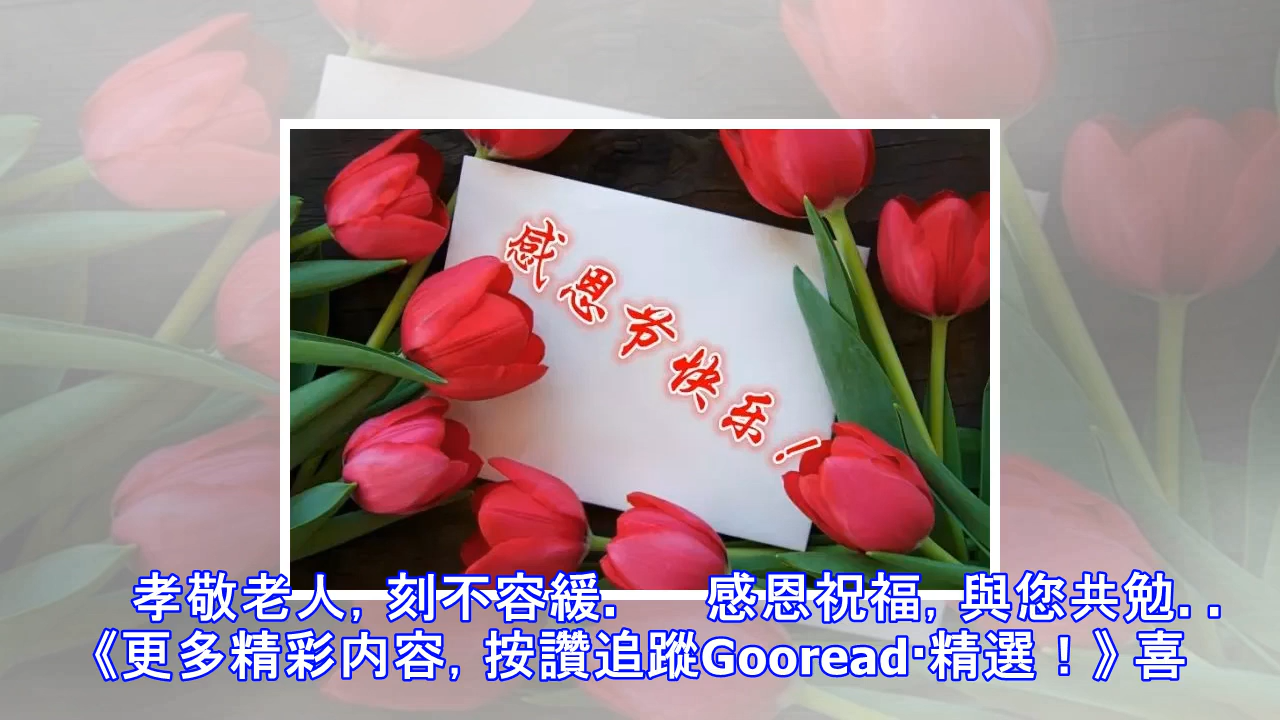 感恩节快乐！
孝敬老人, 刻不容緩.　感恩祝福, 與您共勉. .
《更多精彩内容, 按讚追蹤Gooread·精選！》喜